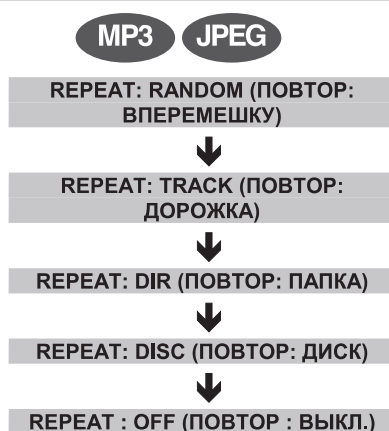 MP3 JPEG
REPEAT: RANDOM (ПОВТОР:
ВПЕРЕМЕШКУ)
REPEAT: TRACK (ПОВТОР:
ДОРОЖКА)
REPEAT: DIR (ПОВТОР: ПАПКА)
REPEAT: DISC (ПОВТОР: ДИСК)
REPEAT : OFF (ПОВТОР : ВЫКЛ.)